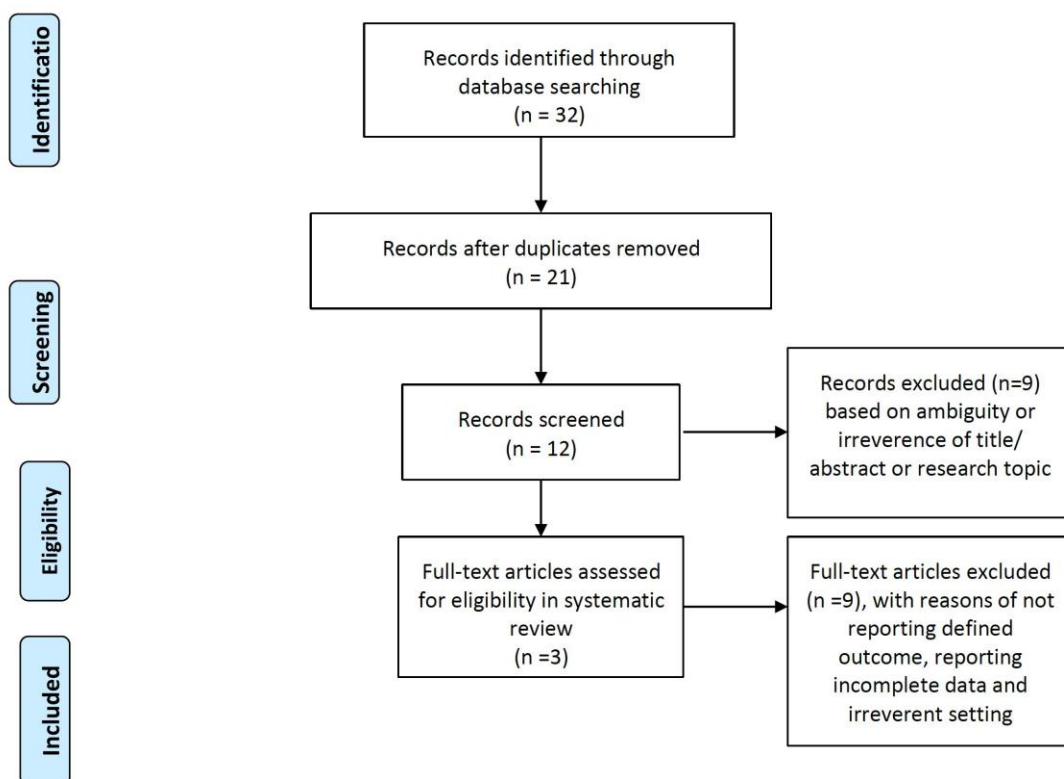 Identificatio
Records identified through
database searching
(n = 32)
Records after duplicates removed
(n = 21)
Screening
Records screened
(n = 12)
Records excluded (n=9)
based on ambiguity or
irreverence of title/
abstract or research topic
Eligibility
Full-text articles assessed
for eligibility in systematic
review
(n =3)
Full-text articles excluded
(n =9), with reasons of not
reporting defined
outcome, reporting
incomplete data and
irreverent setting
Included